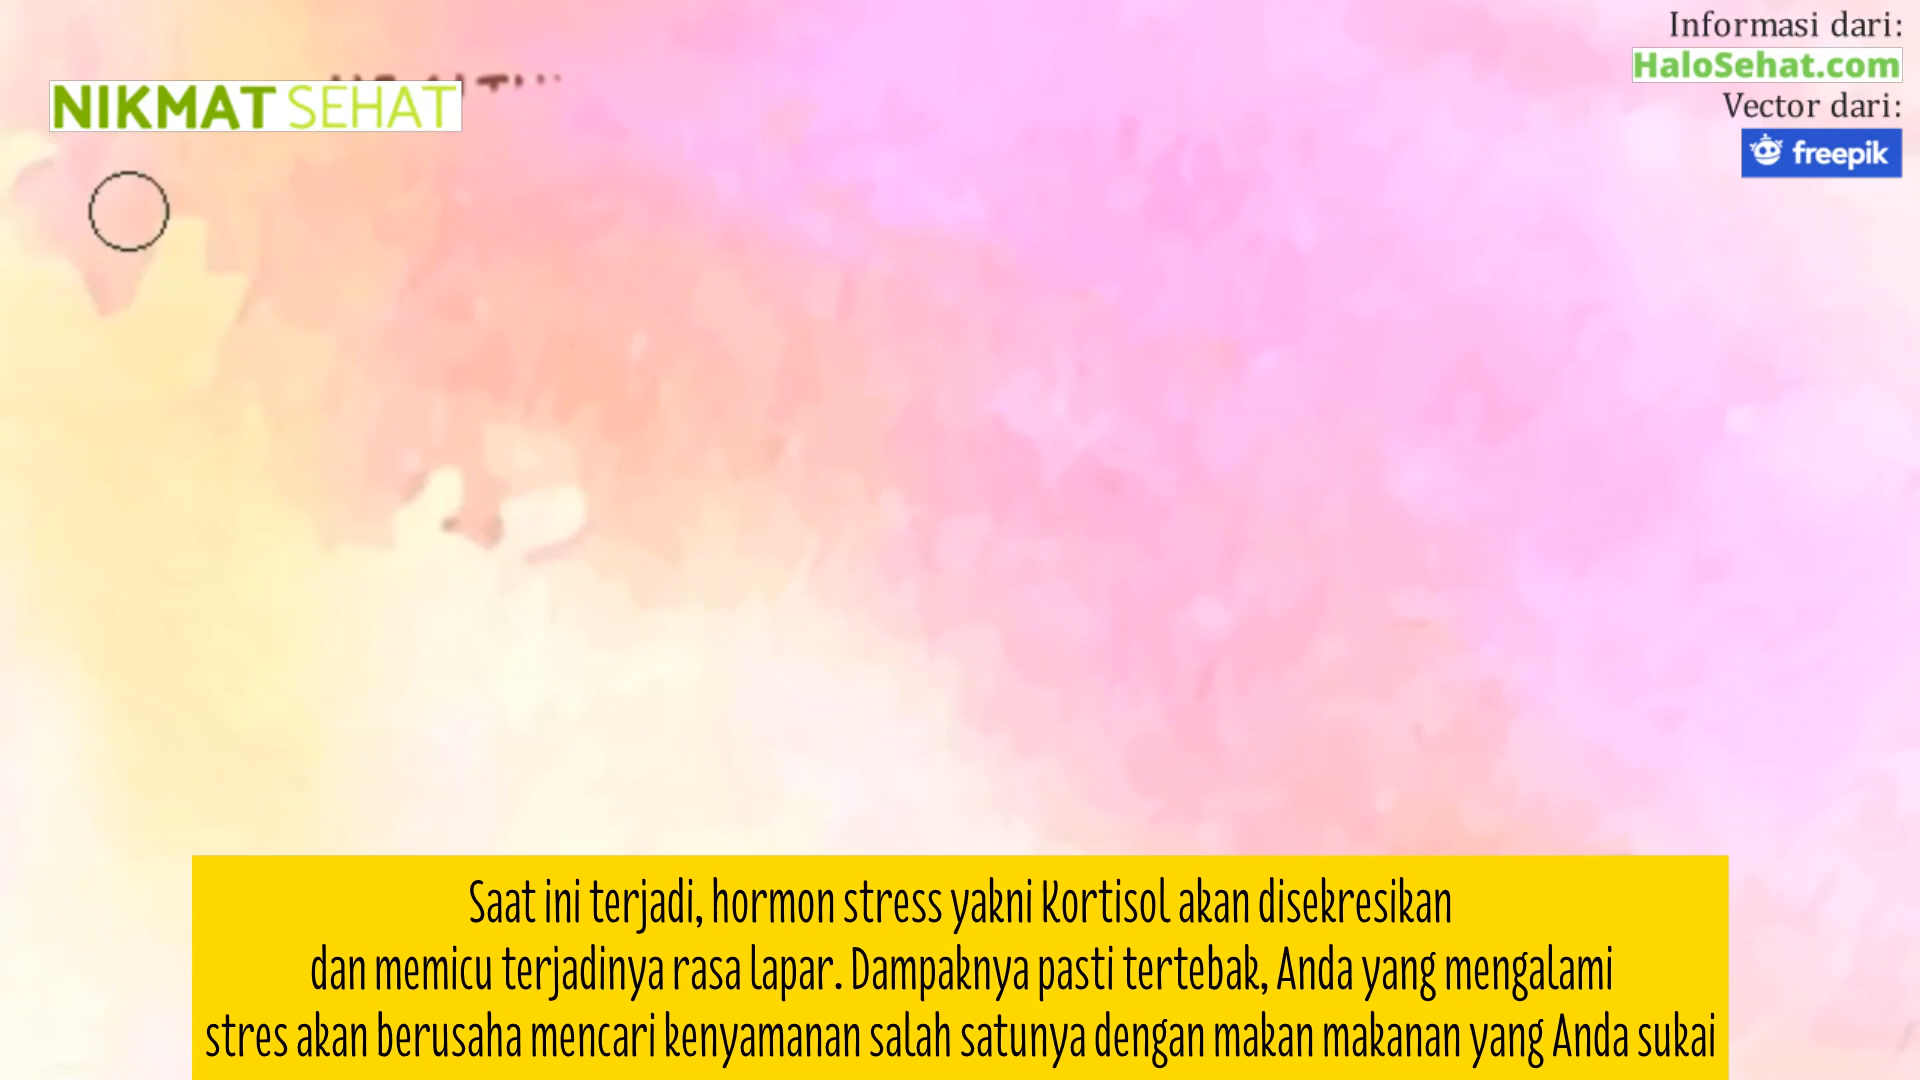 Informasi dari:
HaloSehat.com
NIKMAT SEHAT
Vector dari:
freepik
Saat ini terjadi, hormon stress yakni Kortisol akan disekresikan
dan memicu terjadinya rasa lapar. Dampaknya pasti tertebak, Anda yang mengalami
stres akan berusaha mencari kenyamanan salah satunya dengan makan makanan yang Anda sukai